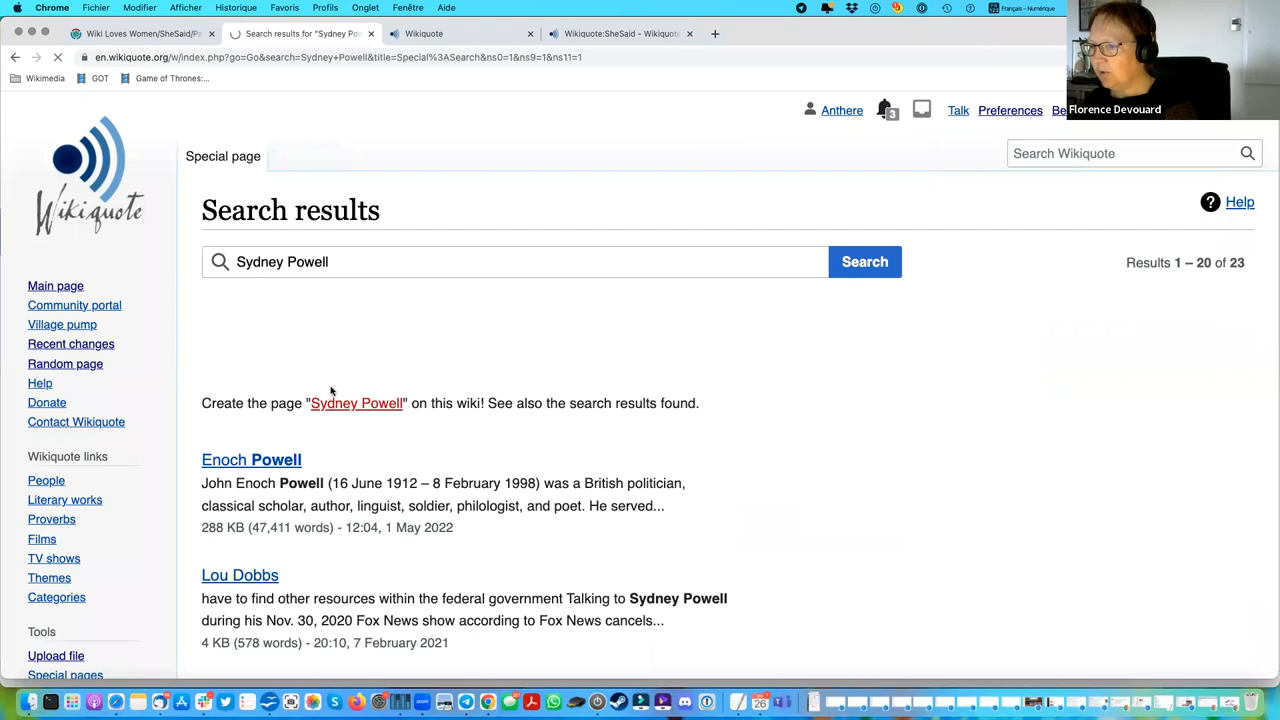 Chrome Fichier Modifier Afficher Historique Favoris Profils Onglet Fenêtre Aide Français – Numérique
Wiki Loves Women/SheSaid/Pa Search results for "Sydney Pow Wikiquote Wikiquote:SheSaid - Wikiquote
en.wikiquote.org/w/index.php?go=Go&search=Sydney+Powell&title=Special%3ASearch&ns0=1&ns9=1&ns11=1
Wikimedia GOT Game of Thrones:...
Florence Devouard
Anthere 3 Talk Preferences Be
Wikiquote
Special page
Search Wikiquote
Search results
Help
Sydney Powell Search
Results 1 – 20 of 23
Create the page "Sydney Powell" on this wiki! See also the search results found.
Enoch Powell
John Enoch Powell (16 June 1912 – 8 February 1998) was a British politician,
classical scholar, author, linguist, soldier, philologist, and poet. He served...
288 KB (47,411 words) - 12:04, 1 May 2022
Lou Dobbs
have to find other resources within the federal government Talking to Sydney Powell
during his Nov. 30, 2020 Fox News show according to Fox News cancels...
4 KB (578 words) - 20:10, 7 February 2021
Main page
Community portal
Village pump
Recent changes
Random page
Help
Donate
Contact Wikiquote
Wikiquote links
People
Literary works
Proverbs
Films
TV shows
Themes
Categories
Tools
Upload file
Special pages
26